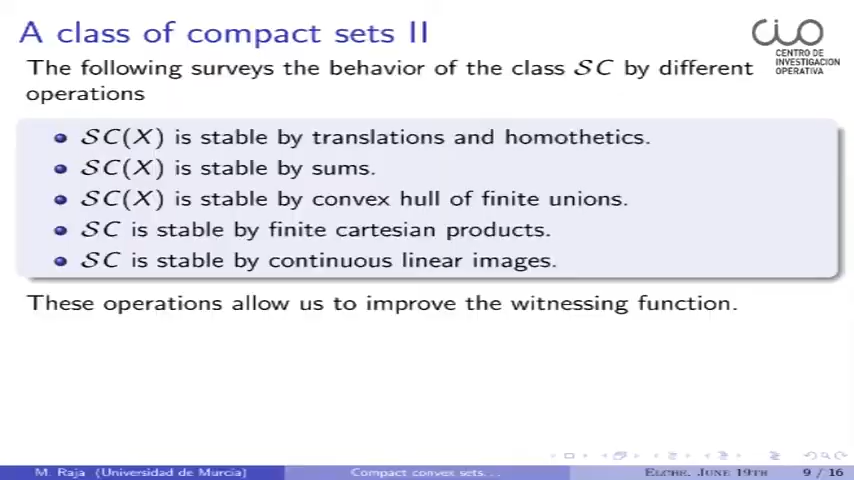 A class of compact sets II
CIO
CENTRO DE
INVESTIGACION
OPERATIVA
The following surveys the behavior of the class SC by different
operations
SC(X) is stable by translations and homothetics.
SC(X) is stable by sums.
SC(X) is stable by convex hull of finite unions.
SC is stable by finite cartesian products.
SC is stable by continuous linear images.
These operations allow us to improve the witnessing function.
M. Raja (Universidad de Murcia)
Compact convex sets...
Elche, June 19th
9 / 16